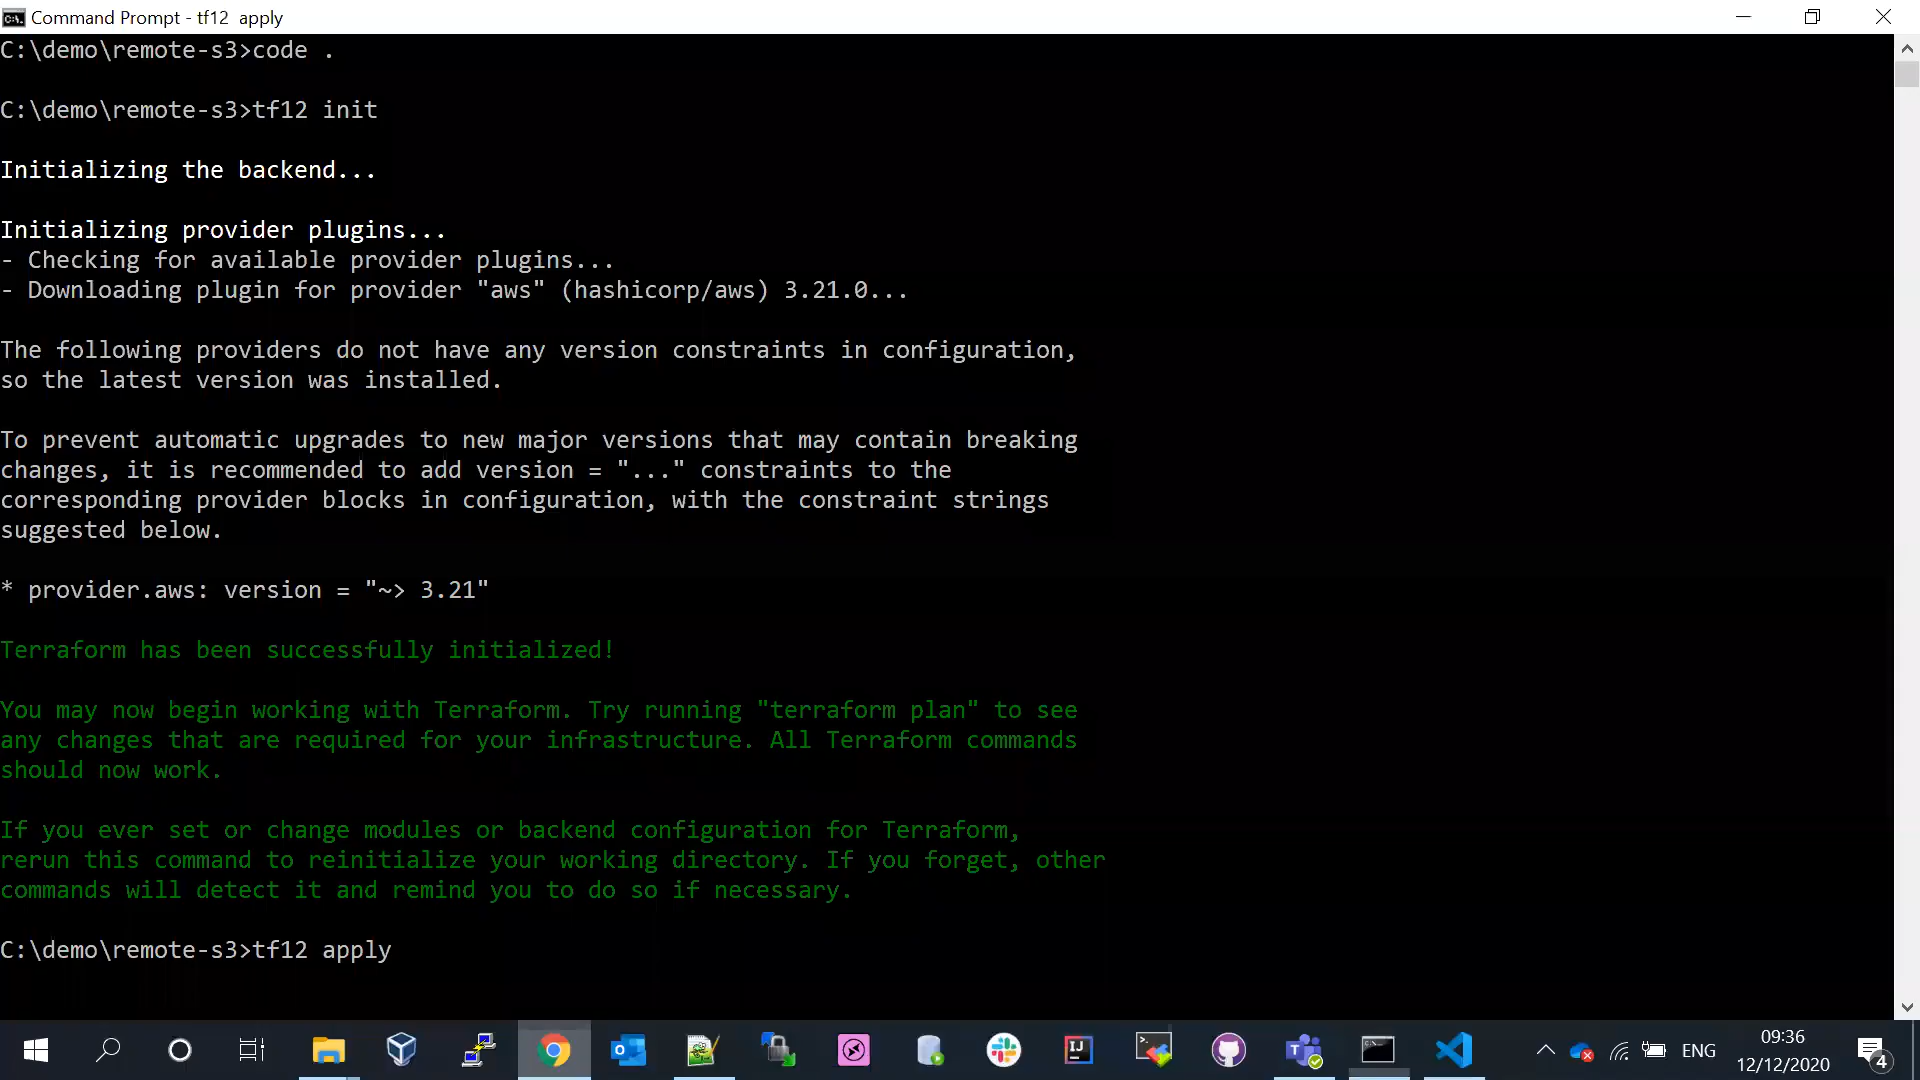 Command Prompt - tf12  apply
C:\demo\remote-s3>code .
C:\demo\remote-s3>tf12 init
Initializing the backend...
Initializing provider plugins...
- Checking for available provider plugins...
- Downloading plugin for provider "aws" (hashicorp/aws) 3.21.0...
The following providers do not have any version constraints in configuration,
so the latest version was installed.
To prevent automatic upgrades to new major versions that may contain breaking
changes, it is recommended to add version = "..." constraints to the
corresponding provider blocks in configuration, with the constraint strings
suggested below.
* provider.aws: version = "~> 3.21"
Terraform has been successfully initialized!
You may now begin working with Terraform. Try running "terraform plan" to see
any changes that are required for your infrastructure. All Terraform commands
should now work.
If you ever set or change modules or backend configuration for Terraform,
rerun this command to reinitialize your working directory. If you forget, other
commands will detect it and remind you to do so if necessary.
C:\demo\remote-s3>tf12 apply
ENG
09:36
12/12/2020
4